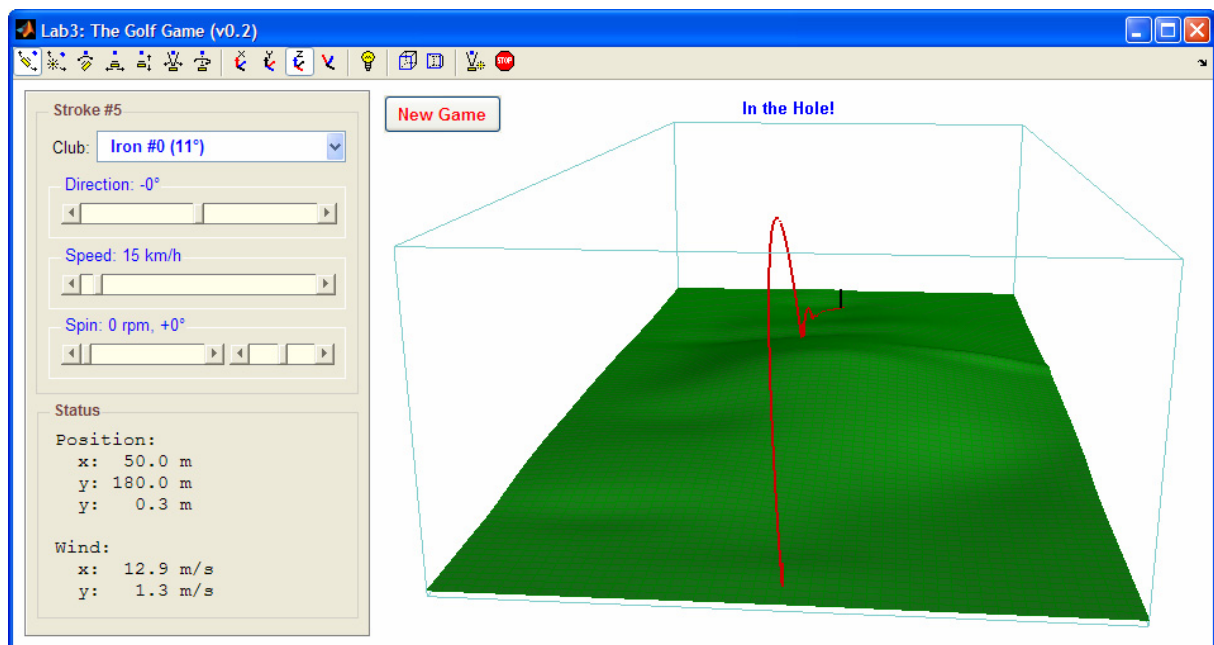 Lab3: The Golf Game (v0.2)
STOP
Stroke #5
Club: Iron #0 (11°)
Direction: -0°
Speed: 15 km/h
Spin: 0 rpm, +0°
Status
Position:
x: 50.0 m
y: 180.0 m
y: 0.3 m
Wind:
x: 12.9 m/s
y: 1.3 m/s
New Game
In the Hole!